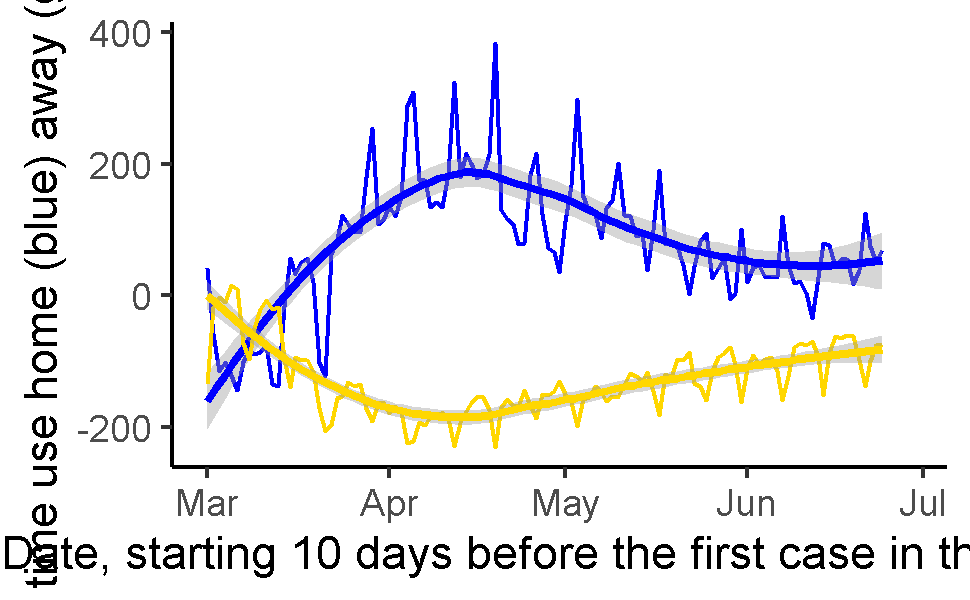 time use home (blue) away (
400
200
0
-200
Mar Apr May Jun Jul
Date, starting 10 days before the first case in th